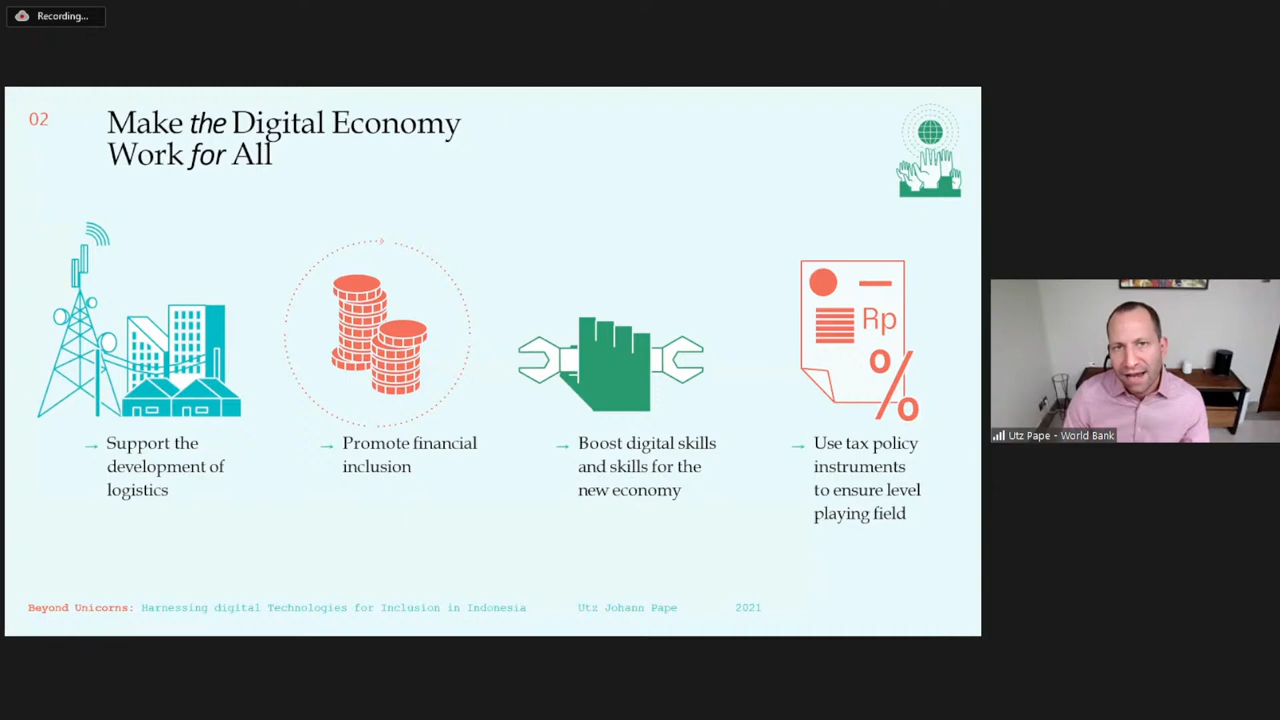 Recording...
02
Make the Digital Economy
Work for All
Rp
%
→ Support the
development of
logistics
→ Promote financial
inclusion
→ Boost digital skills
and skills for the
new economy
→ Use tax policy
instruments
to ensure level
playing field
Utz Pape - World Bank
Beyond Unicorns: Harnessing digital Technologies for Inclusion in Indonesia
Utz Johann Pape
2021